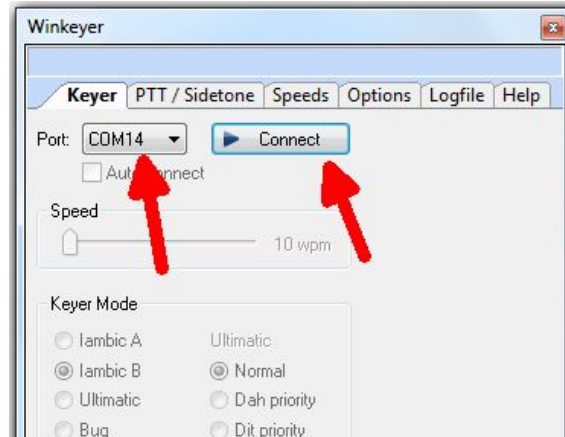 Winkeyer
Keyer PTT / Sidetone Speeds Options Logfile Help
Port: COM14 Connect
Speed
10 wpm
Keyer Mode
Iambic A Ultimatic
Iambic B Normal
Ultimatic Dah priority
Bug Dit priority